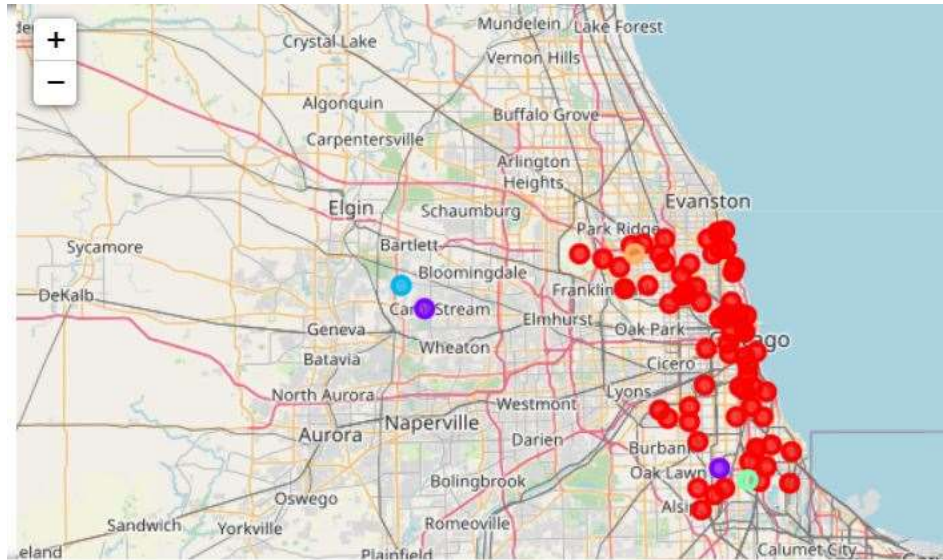 +
−
Mundelein
Lake Forest
Crystal Lake
Vernon Hills
Algonquin
Buffalo Grove
Carpentersville
Arlington
Heights
Evanston
Elgin
Schaumburg
Park Ridge
Sycamore
Bartlett
Bloomingdale
DeKalb
Franklin
Stream
Elmhurst
Geneva
Oak Park
Wheaton
Batavia
Cicero
North Aurora
Lyons
Westmont
Naperville
Aurora
Darien
Burbank
Oak Lawn
Bolingbrook
Oswego
Alsi
Sandwich
Yorkville
Romeoville
eland
Plainfield
Calumet City